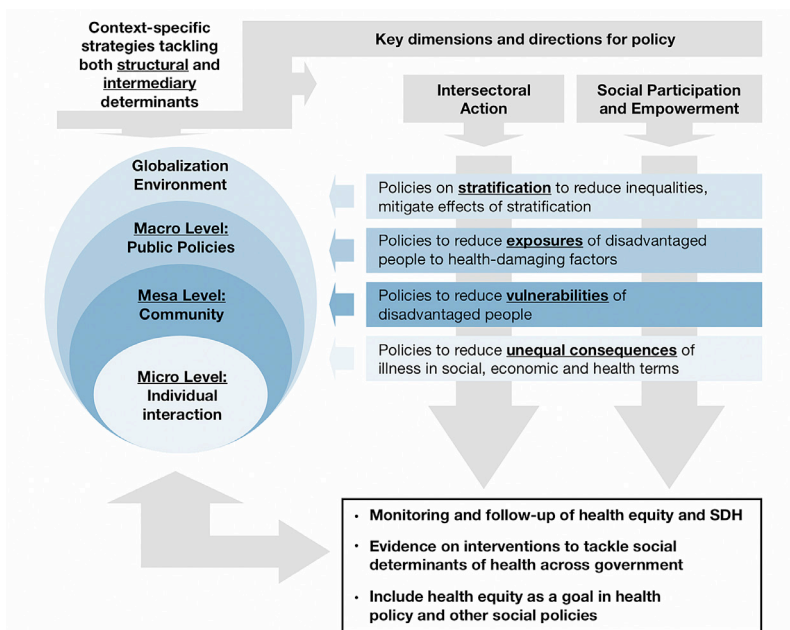 Context-specific
strategies tackling
both structural and
intermediary
determinants
Key dimensions and directions for policy
Intersectoral
Action
Social Participation
and Empowerment
Globalization
Environment
Macro Level:
Public Policies
Mesa Level:
Community
Micro Level:
Individual
interaction
Policies on stratification to reduce inequalities,
mitigate effects of stratification
Policies to reduce exposures of disadvantaged
people to health-damaging factors
Policies to reduce vulnerabilities of
disadvantaged people
Policies to reduce unequal consequences of
illness in social, economic and health terms
• Monitoring and follow-up of health equity and SDH
• Evidence on interventions to tackle social
determinants of health across government
• Include health equity as a goal in health
policy and other social policies